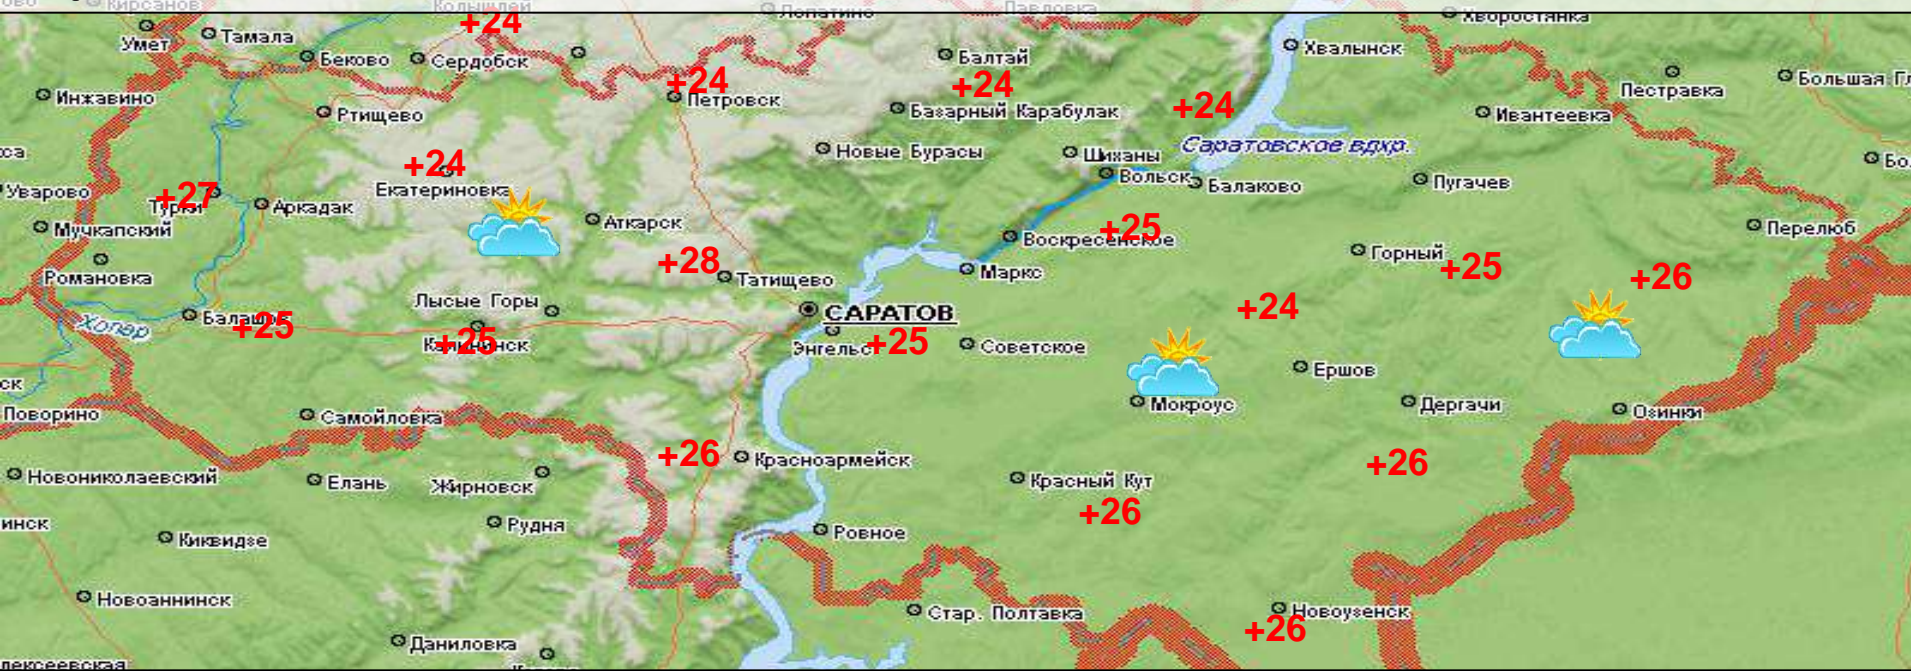 Кирсанов
Колышлей
Лопатино
Павловка
Хворостянка
+24
Умет
Тамала
Беково
Сердобск
Балтай
Хвалынск
Пестравка
Инжавино
Ртищево
+24
Петровск
+24
Базарный Карабулак
+24
Ивантеевка
Новые Бурасы
Шиханы
Саратовское вдхр.
+24
Екатериновка
Вольск
Балаково
Пугачев
Уварово
+27
Турки
Аркадак
Аткарск
Мучкапский
+25
Воскресенское
Перелюб
Горный
+28
Татищево
Маркс
+25
+26
Романовка
Лысые Горы
САРАТОВ
+24
Хопер
Балашов
+25
Калининск
+25
Энгельс
+25
Советское
Ершов
Поворино
Самойловка
Мокроус
Дергачи
Озинки
+26
Красноармейск
+26
Новониколаевский
Елань
Жирновск
Красный Кут
+26
Рудня
Киквидзе
Ровное
Новоаннинск
Стар. Полтавка
Новоузенск
+26
Даниловка